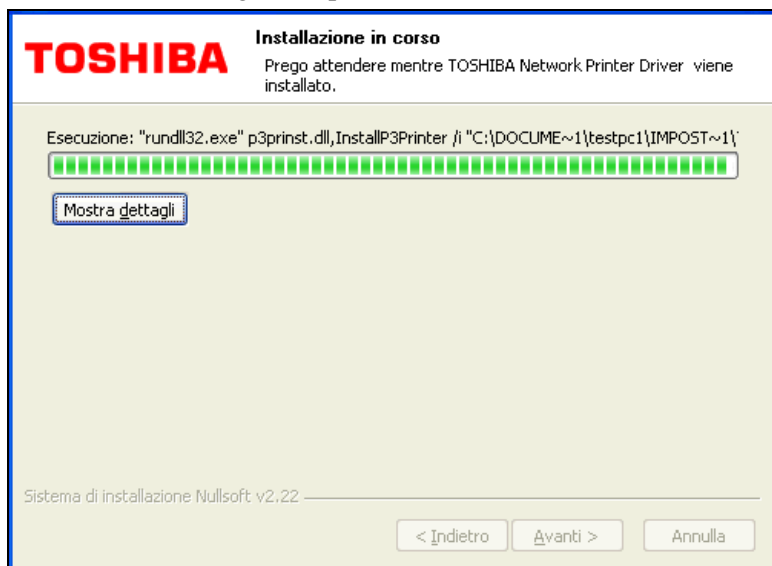 TOSHIBA
Installazione in corso
Prego attendere mentre TOSHIBA Network Printer Driver viene
installato.
Esecuzione: "rundll32.exe" p3prinst.dll,InstallP3Printer /i "C:\DOCUME~1\testpc1\IMPOST~1\
Mostra dettagli
Sistema di installazione Nullsoft v2.22
< Indietro
Avanti >
Annulla